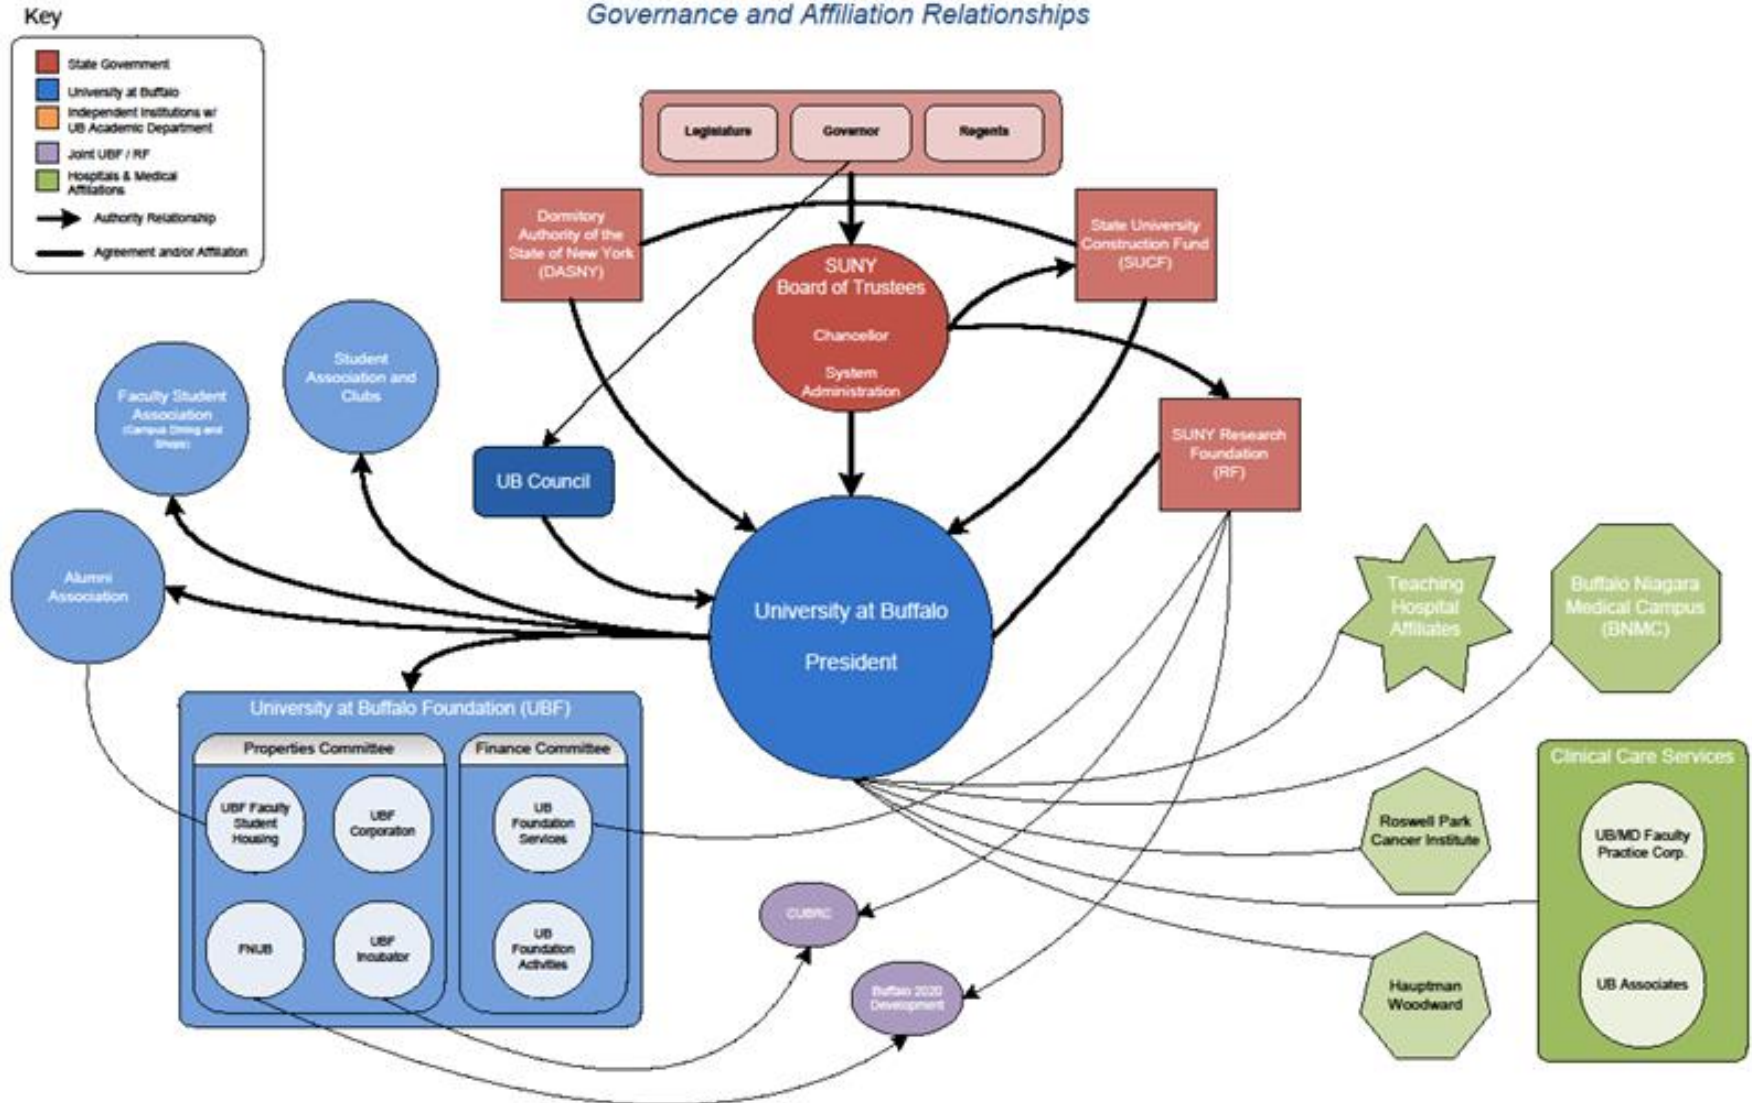 Key
Governance and Affiliation Relationships
State Government
University at Buffalo
Independent Institutions w/
UB Academic Department
Joint UBF / RF
Hospitals & Medical
Affiliations
Authority Relationship
Agreement and/or Affiliation
Legislature
Governor
Regents
Dormitory
Authority of the
State of New York
(DASNY)
State University
Construction Fund
(SUCF)
SUNY
Board of Trustees
Chancellor
System
Administration
Student
Association and
Clubs
Faculty Student
Association
(Campus Dining and
Shops)
UB Council
SUNY Research
Foundation
(RF)
Alumni
Association
University at Buffalo
President
Teaching
Hospital
Affiliates
Buffalo Niagara
Medical Campus
(BNMC)
University at Buffalo Foundation (UBF)
Properties Committee
Finance Committee
UBF Faculty
Student
Housing
UBF
Corporation
UB
Foundation
Services
FNUB
UBF
Incubator
UB
Foundation
Activities
CUBRC
Buffalo 2020
Development
Roswell Park
Cancer Institute
Hauptman
Woodward
Clinical Care Services
UB/MD Faculty
Practice Corp.
UB Associates